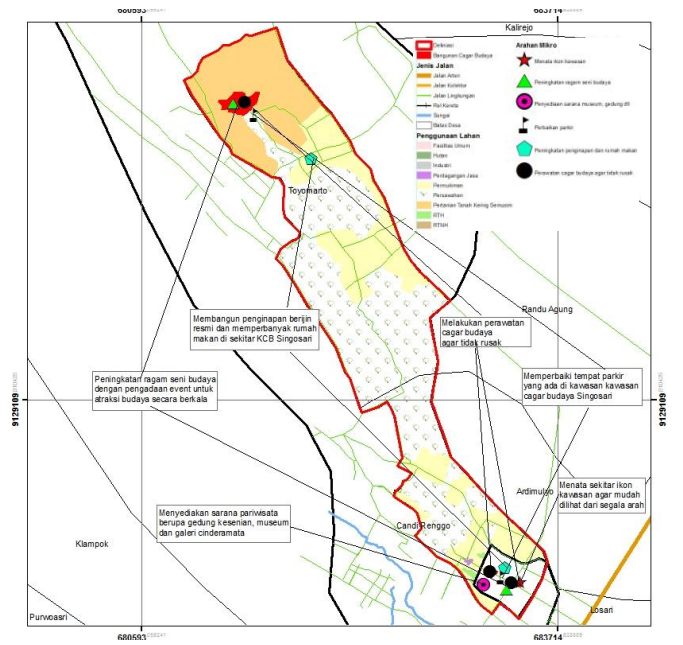 680593
683714
Kalirejo
Delineasi
Bangunan Cagar Budaya
Jenis Jalan
Jalan Arteri
Jalan Kolektor
Jalan Lingkungan
Rel Kereta
Sungai
Batas Desa
Penggunaan Lahan
Fasilitas Umum
Hutan
Industri
Perdagangan Jasa
Permukiman
Persawahan
Pertanian Tanah Kering Semusim
RTH
RTNH
Arahan Mikro
Menata ikon kawasan
Peningkatan ragam seni budaya
Penyediaan sarana museum, gedung dll
Perbaikan parkir
Peningkatan penginapan dan rumah makan
Perawatan cagar budaya agar tidak rusak
Toyomarto
Randu Agung
Membangun penginapan berijin
resmi dan memperbanyak rumah
makan di sekitar KCB Singosari
Melakukan perawatan
cagar budaya
agar tidak rusak
Peningkatan ragam seni budaya
dengan pengadaan event untuk
atraksi budaya secara berkala
Memperbaiki tempat parkir
yang ada di kawasan kawasan
cagar budaya Singosari
9129109
9129109
Menata sekitar ikon
kawasan agar mudah
dilihat dari segala arah
Ardimulyo
Menyediakan sarana pariwisata
berupa gedung kesenian, museum
dan galeri cinderamata
Candi Renggo
Klampok
Purwoasri
Losari
680593
683714